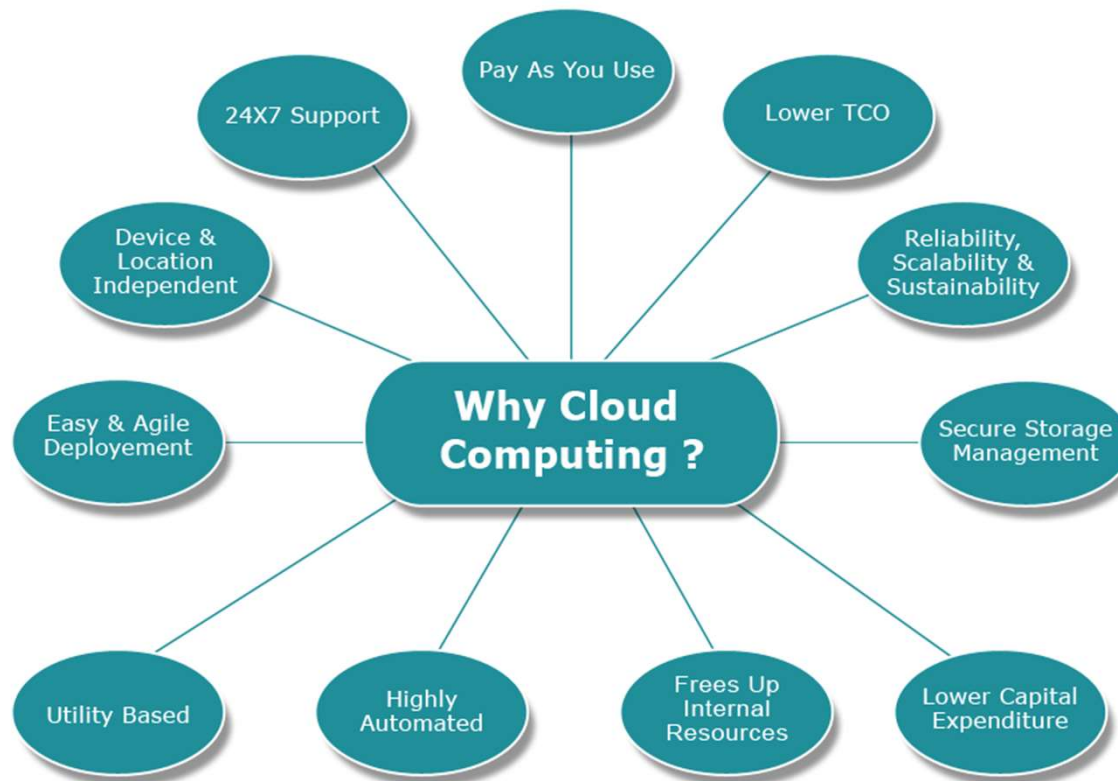 Pay As You Use
24X7 Support
Lower TCO
Device &
Location
Independent
Reliability,
Scalability &
Sustainability
Why Cloud
Computing ?
Easy & Agile
Deployement
Secure Storage
Management
Utility Based
Highly
Automated
Frees Up
Internal
Resources
Lower Capital
Expenditure